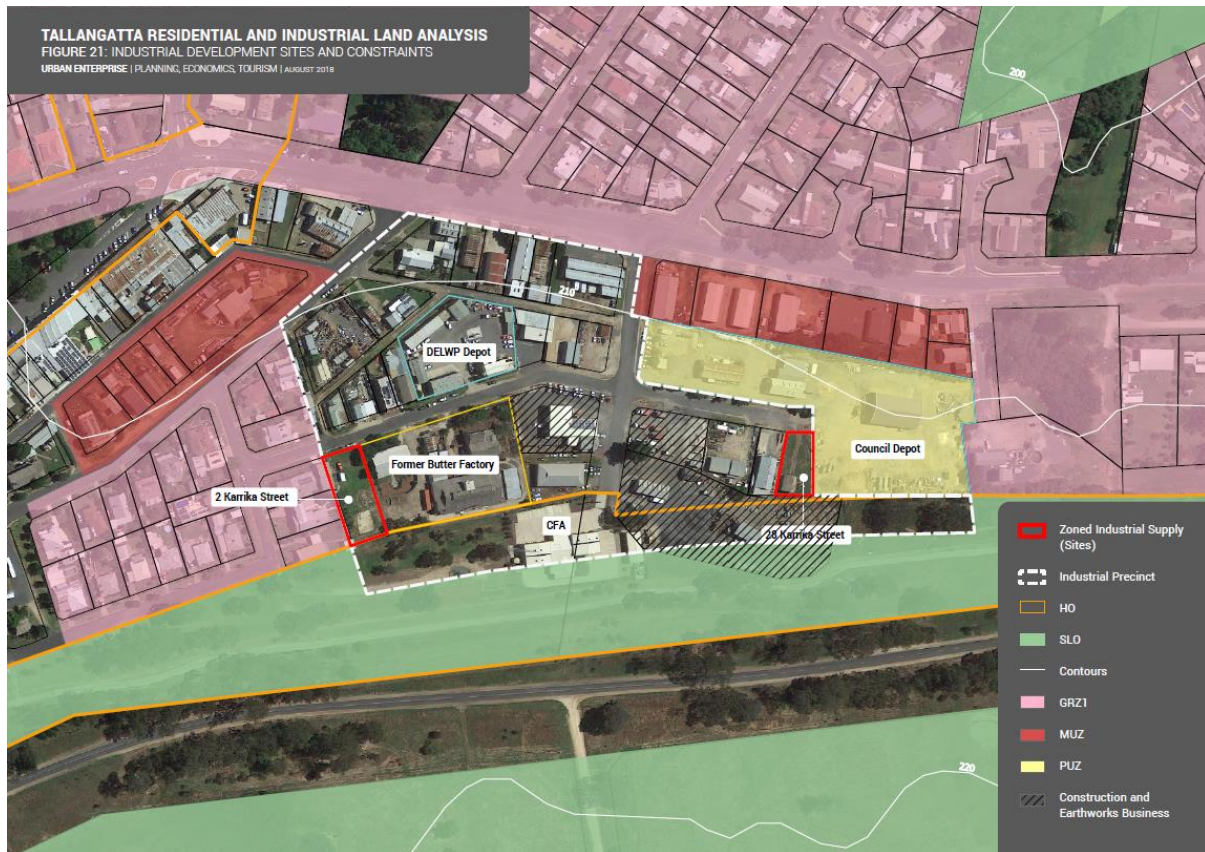 TALLANGATTA RESIDENTIAL AND INDUSTRIAL LAND ANALYSIS
FIGURE 21: INDUSTRIAL DEVELOPMENT SITES AND CONSTRAINTS
URBAN ENTERPRISE | PLANNING, ECONOMICS, TOURISM | AUGUST 2018
200
210
DELWP Depot
Former Butter Factory
Council Depot
2 Karrika Street
CFA
28 Karrika Street
220
Zoned Industrial Supply
(Sites)
Industrial Precinct
HO
SLO
Contours
GRZ1
MUZ
PUZ
Construction and
Earthworks Business